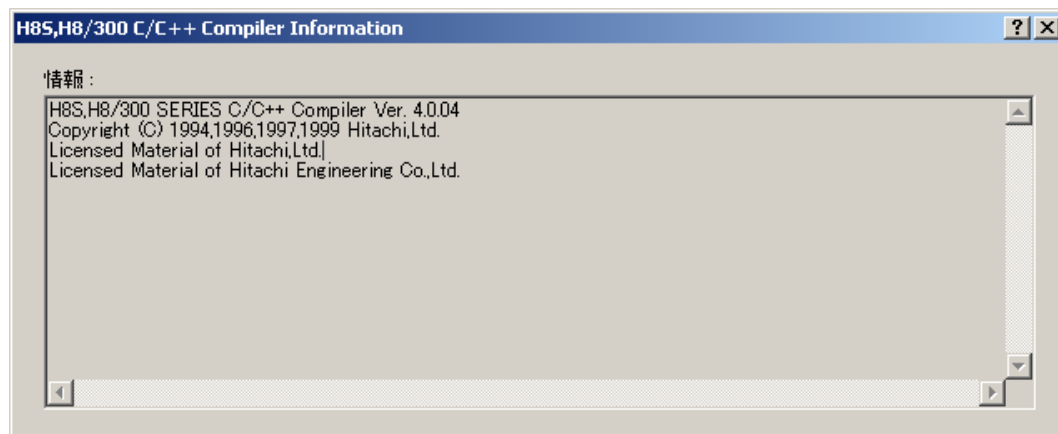 H8S,H8/300 C/C++ Compiler Information
情報 :
H8S,H8/300 SERIES C/C++ Compiler Ver. 4.0.04
Copyright (C) 1994,1996,1997,1999 Hitachi,Ltd.
Licensed Material of Hitachi,Ltd.
Licensed Material of Hitachi Engineering Co.,Ltd.